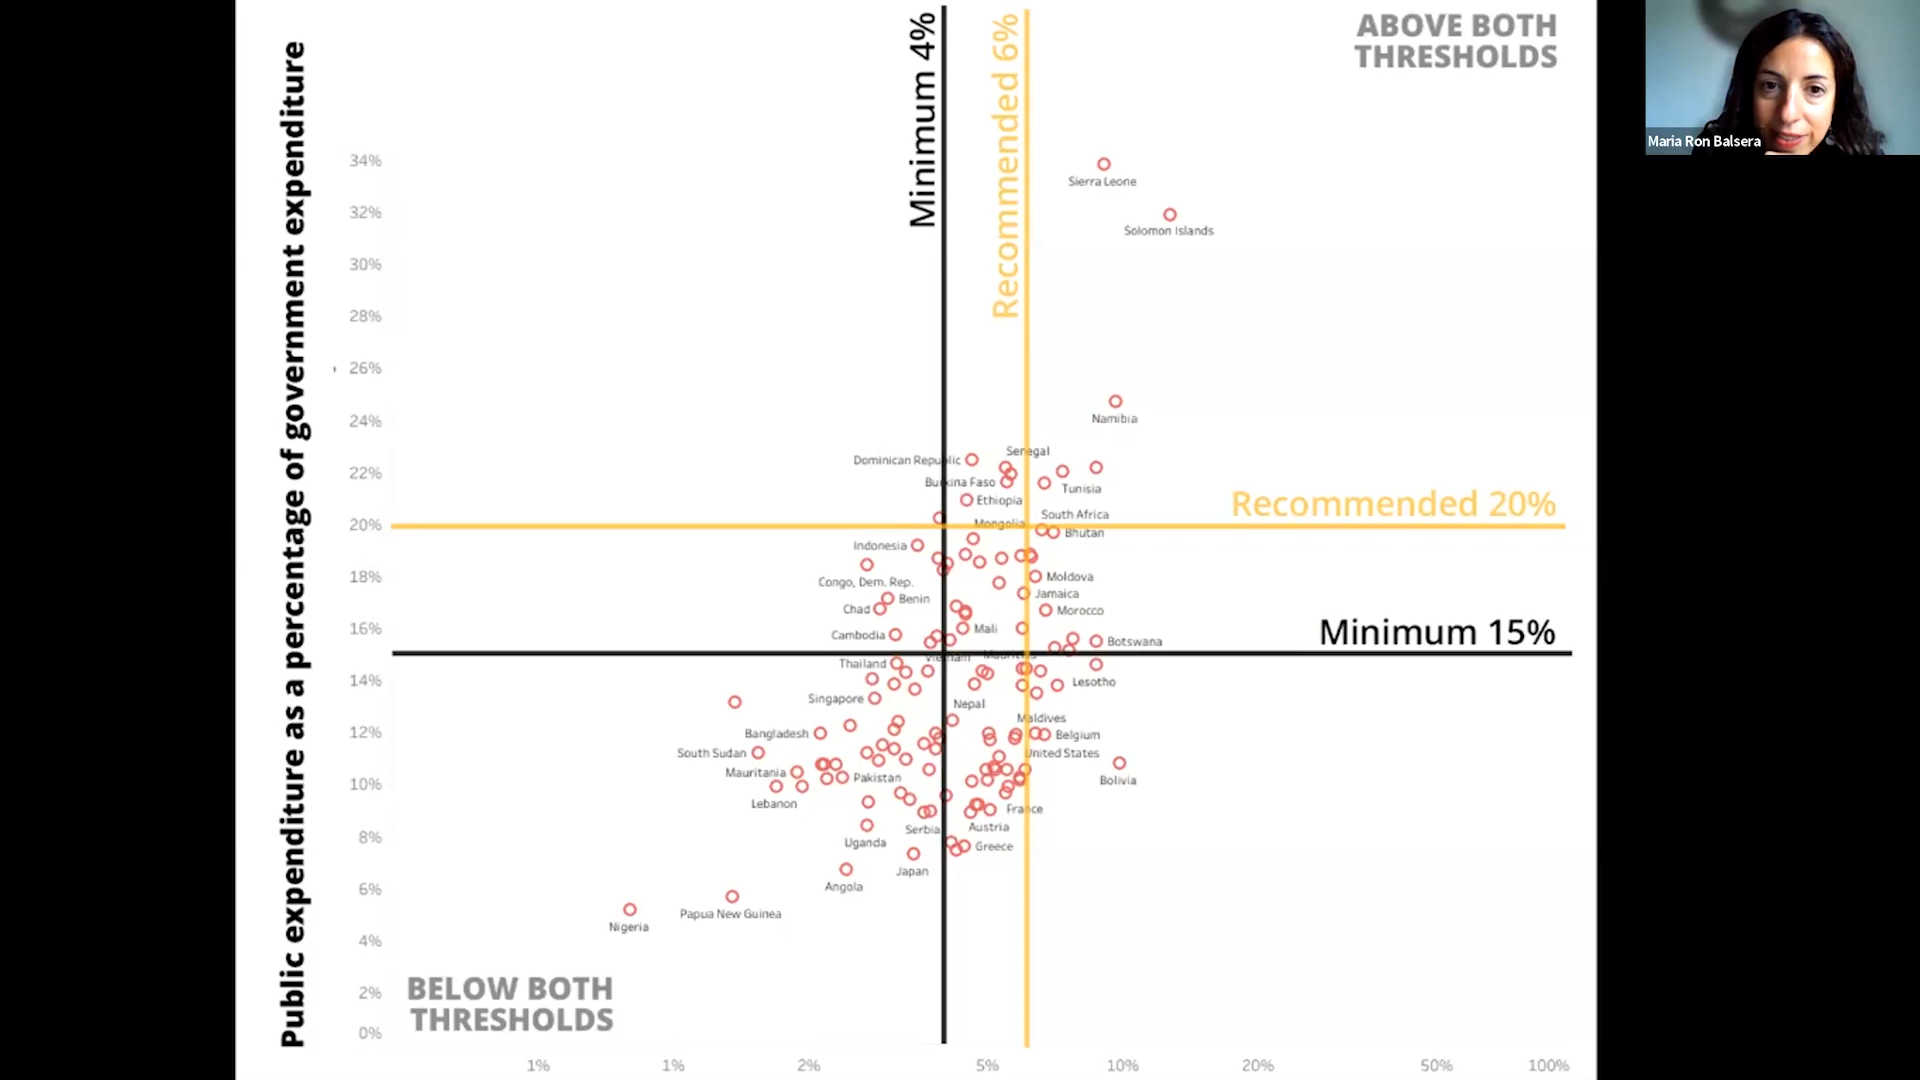 ABOVE BOTH
THRESHOLDS
Maria Ron Balsera
Public expenditure as a percentage of government expenditure
Minimum 4%
Recommended 6%
34%
Sierra Leone
32%
Solomon Islands
30%
28%
26%
24%
Namibia
Senegal
Dominican Republic
22%
Burkina Faso
Tunisia
Ethiopia
Recommended 20%
South Africa
20%
Mongolia
Bhutan
Indonesia
18%
Congo, Dem. Rep.
Moldova
Benin
Jamaica
Chad
Morocco
16%
Mali
Minimum 15%
Cambodia
Botswana
Vietnam
Mauritius
Thailand
14%
Lesotho
Singapore
Nepal
Maldives
12%
Bangladesh
Belgium
South Sudan
United States
Mauritania
Pakistan
Bolivia
10%
Lebanon
France
Serbia
Austria
8%
Uganda
Greece
Japan
6%
Angola
Papua New Guinea
Nigeria
4%
2%
BELOW BOTH
THRESHOLDS
0%
1%
1%
2%
5%
10%
20%
50%
100%